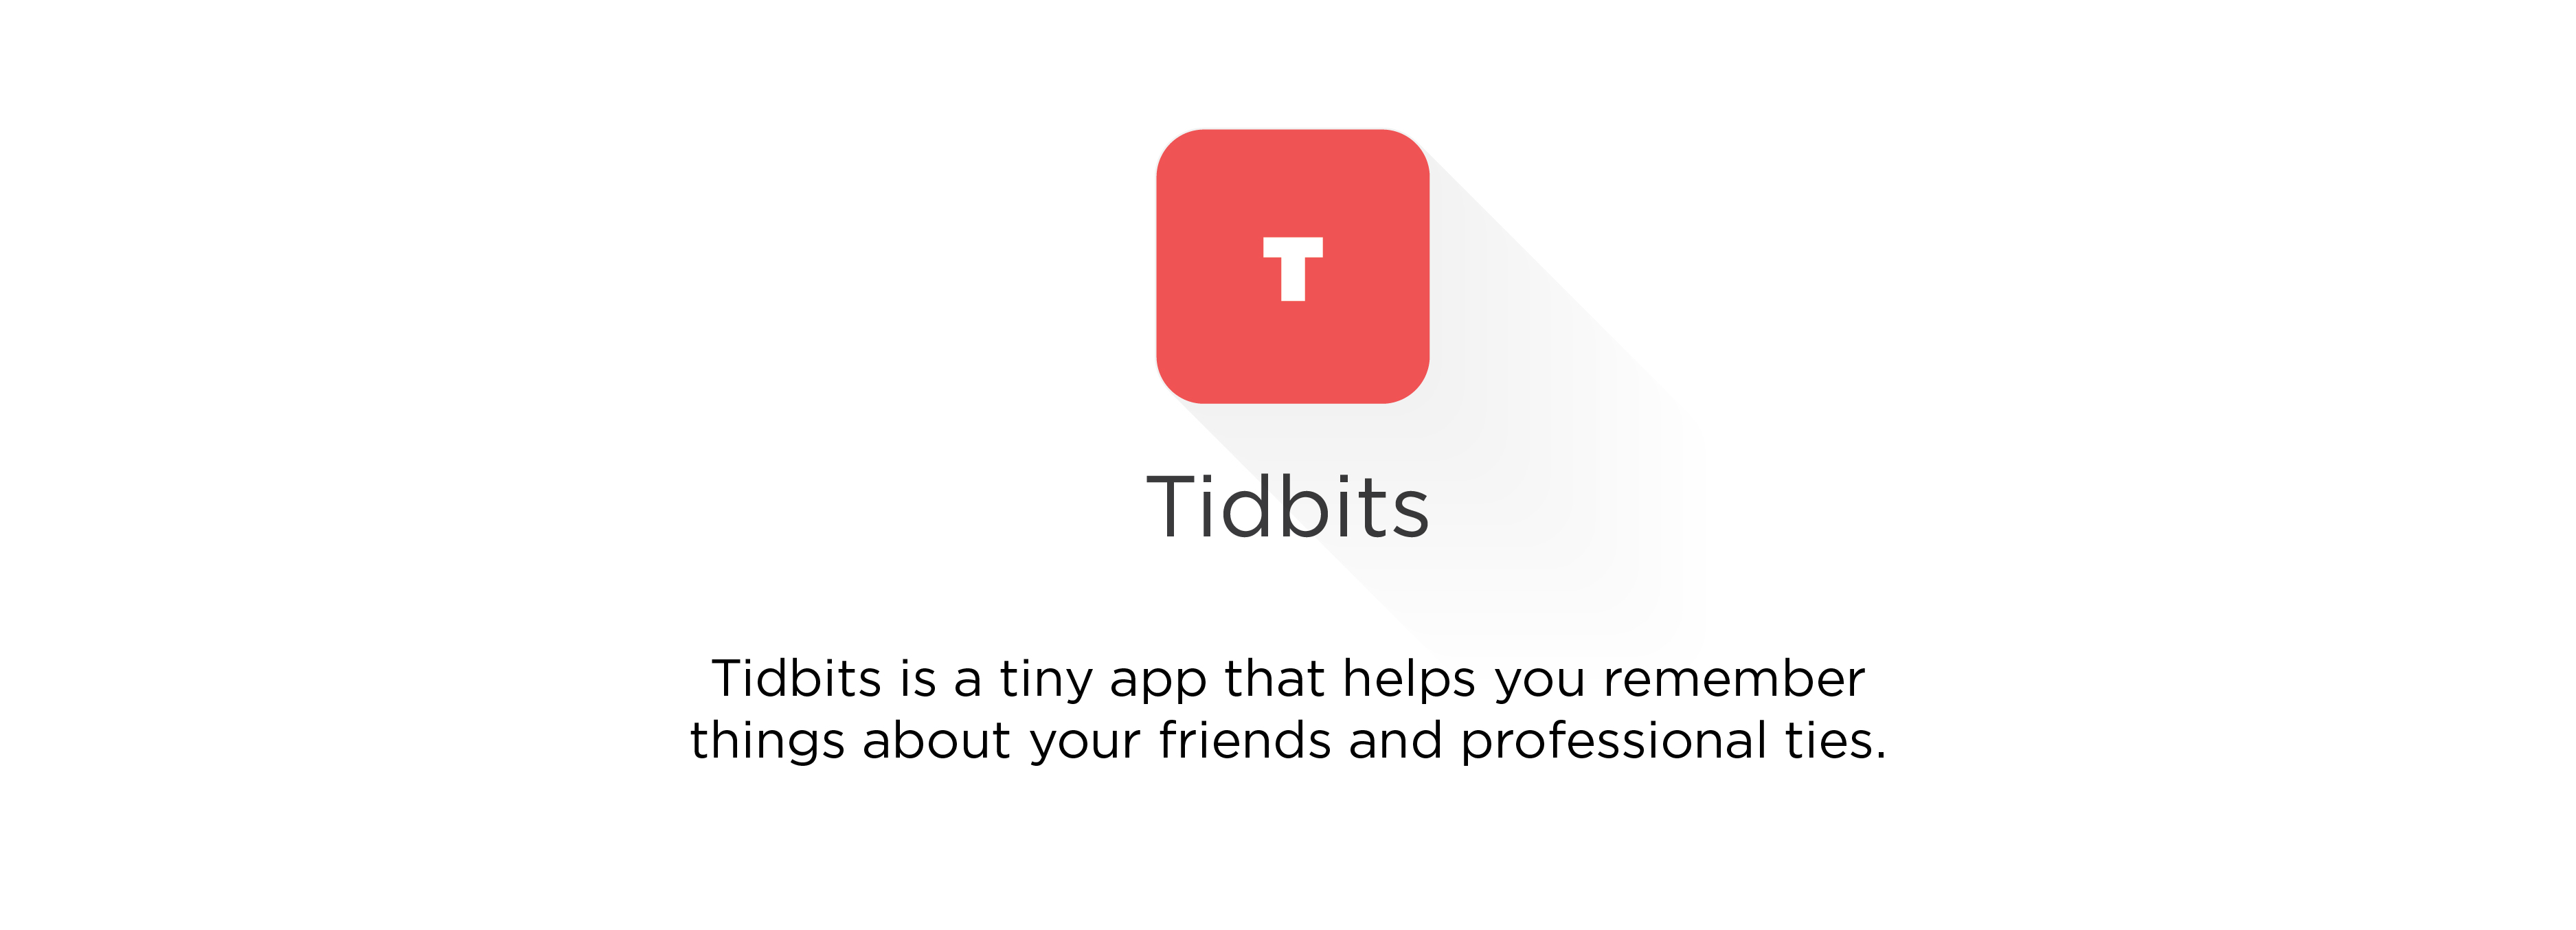 T
Tidbits
Tidbits is a tiny app that helps you remember
things about your friends and professional ties.